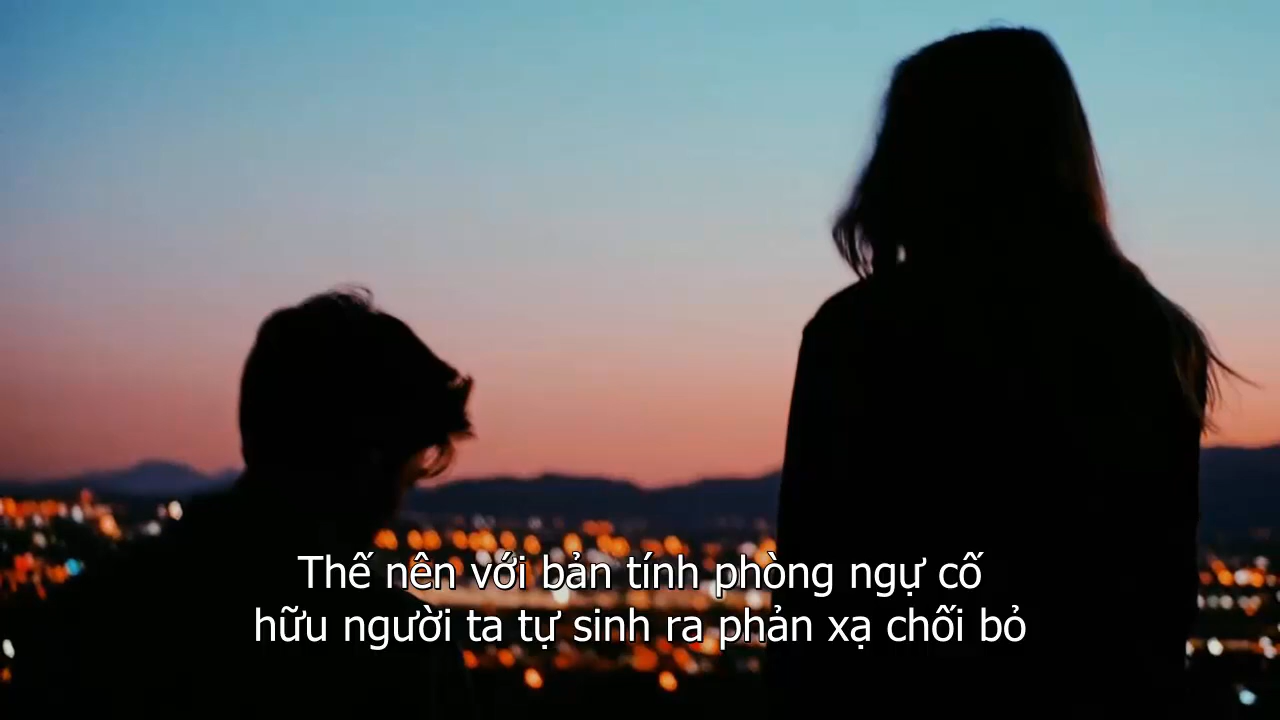 Thế nên với bản tính phòng ngự cố
hữu người ta tự sinh ra phản xạ chối bỏ